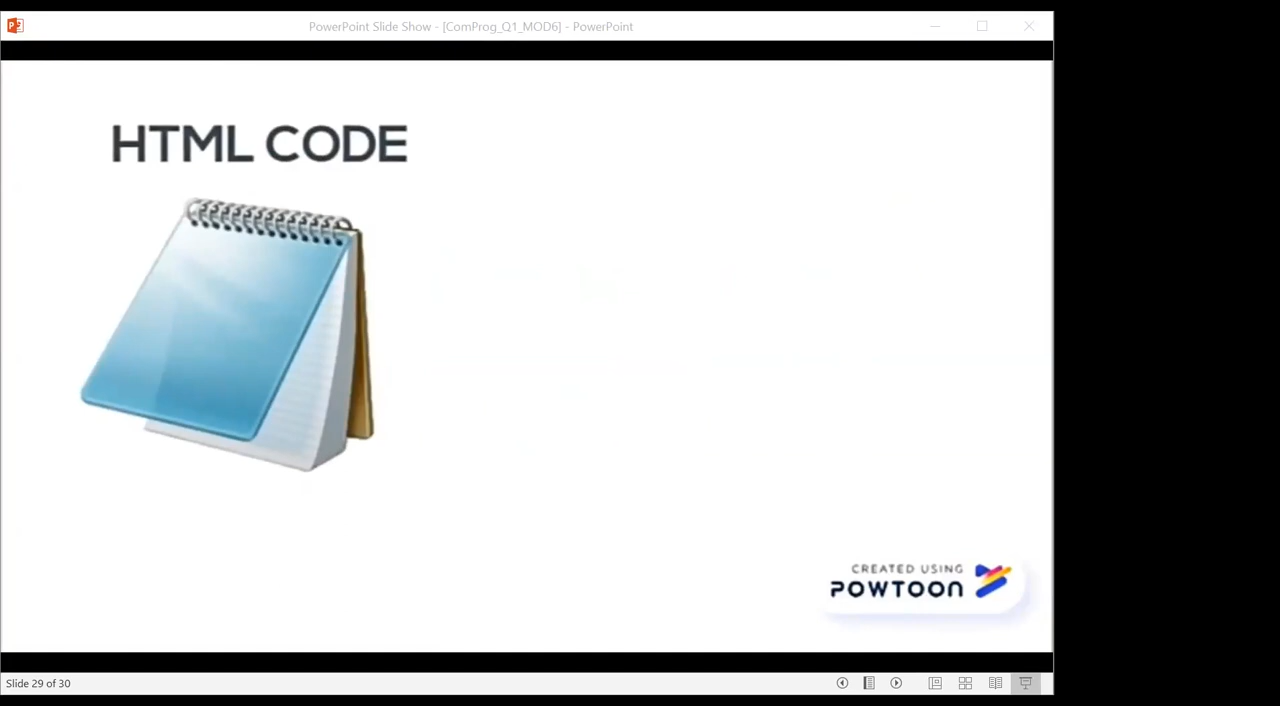 PowerPoint Slide Show - [ComProg_Q1_MOD6] - PowerPoint
HTML CODE
CREATED USING
POWTOON
Slide 29 of 30